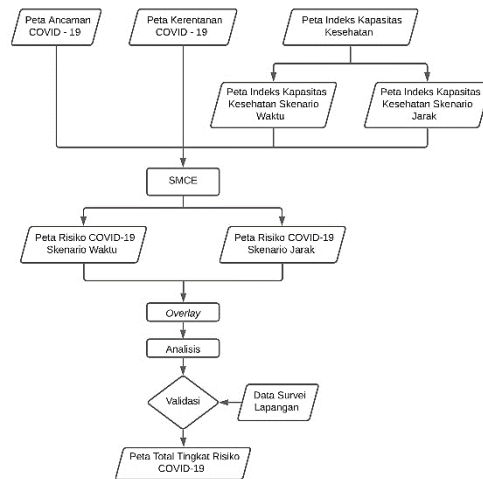 Peta Ancaman
COVID - 19
Peta Kerentanan
COVID - 19
Peta Indeks Kapasitas
Kesehatan
Peta Indeks Kapasitas
Kesehatan Skenario
Waktu
Peta Indeks Kapasitas
Kesehatan Skenario
Jarak
SMCE
Peta Risiko COVID-19
Skenario Waktu
Peta Risiko COVID-19
Skenario Jarak
Overlay
Analisis
Validasi
Data Survei
Lapangan
Peta Total Tingkat Risiko
COVID-19